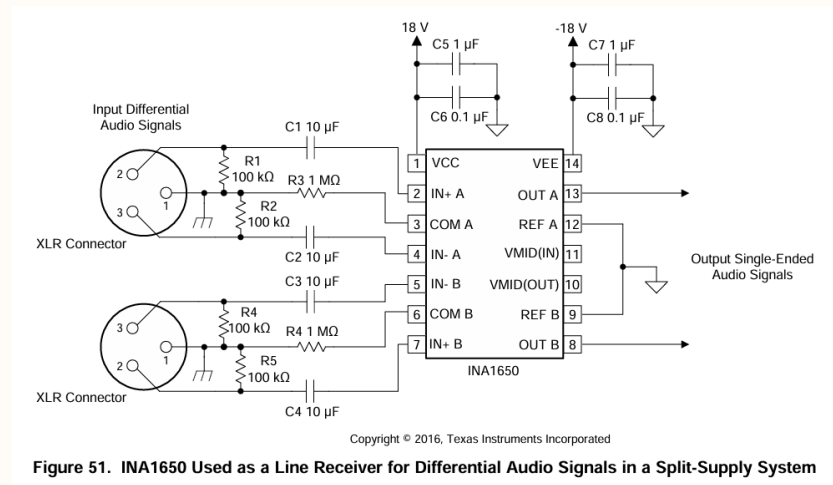 18 V
-18 V
C5 1 µF
C7 1 µF
C6 0.1 µF
C8 0.1 µF
Input Differential
Audio Signals
C1 10 µF
R1
100 kΩ
R3 1 MΩ
R2
100 kΩ
C2 10 µF
2
1
3
XLR Connector
C3 10 µF
R4
100 kΩ
R4 1 MΩ
R5
100 kΩ
C4 10 µF
3
1
2
XLR Connector
1 VCC VEE 14
2 IN+ A OUT A 13
3 COM A REF A 12
4 IN- A VMID(IN) 11
5 IN- B VMID(OUT) 10
6 COM B REF B 9
7 IN+ B OUT B 8
INA1650
Output Single-Ended
Audio Signals
Copyright © 2016, Texas Instruments Incorporated
Figure 51. INA1650 Used as a Line Receiver for Differential Audio Signals in a Split-Supply System